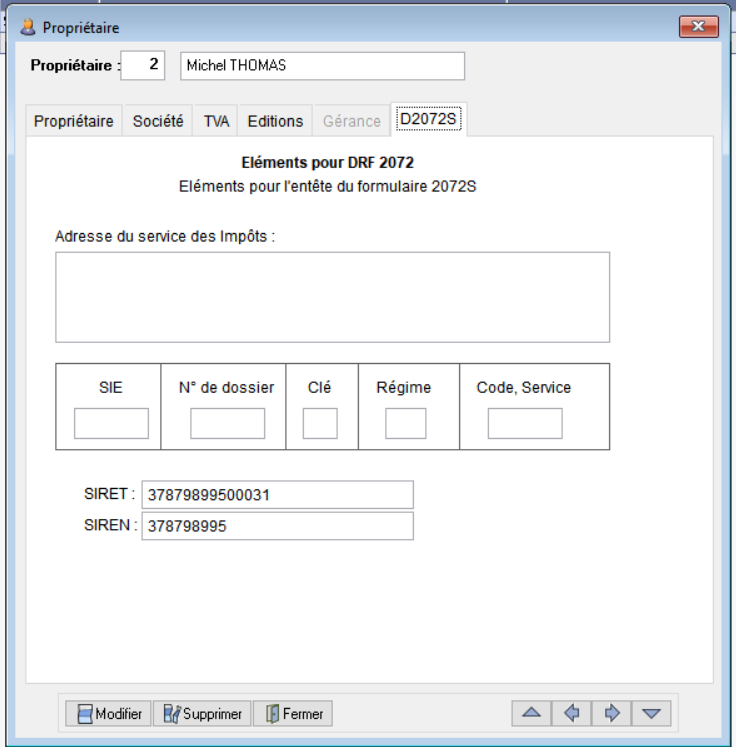 Propriétaire
Propriétaire : 2 Michel THOMAS
Propriétaire Société TVA Editions Gérance D2072S
Eléments pour DRF 2072
Eléments pour l'entête du formulaire 2072S
Adresse du service des Impôts :
SIE N° de dossier Clé Régime Code, Service
SIRET : 37879899500031
SIREN : 378798995
Modifier Supprimer Fermer